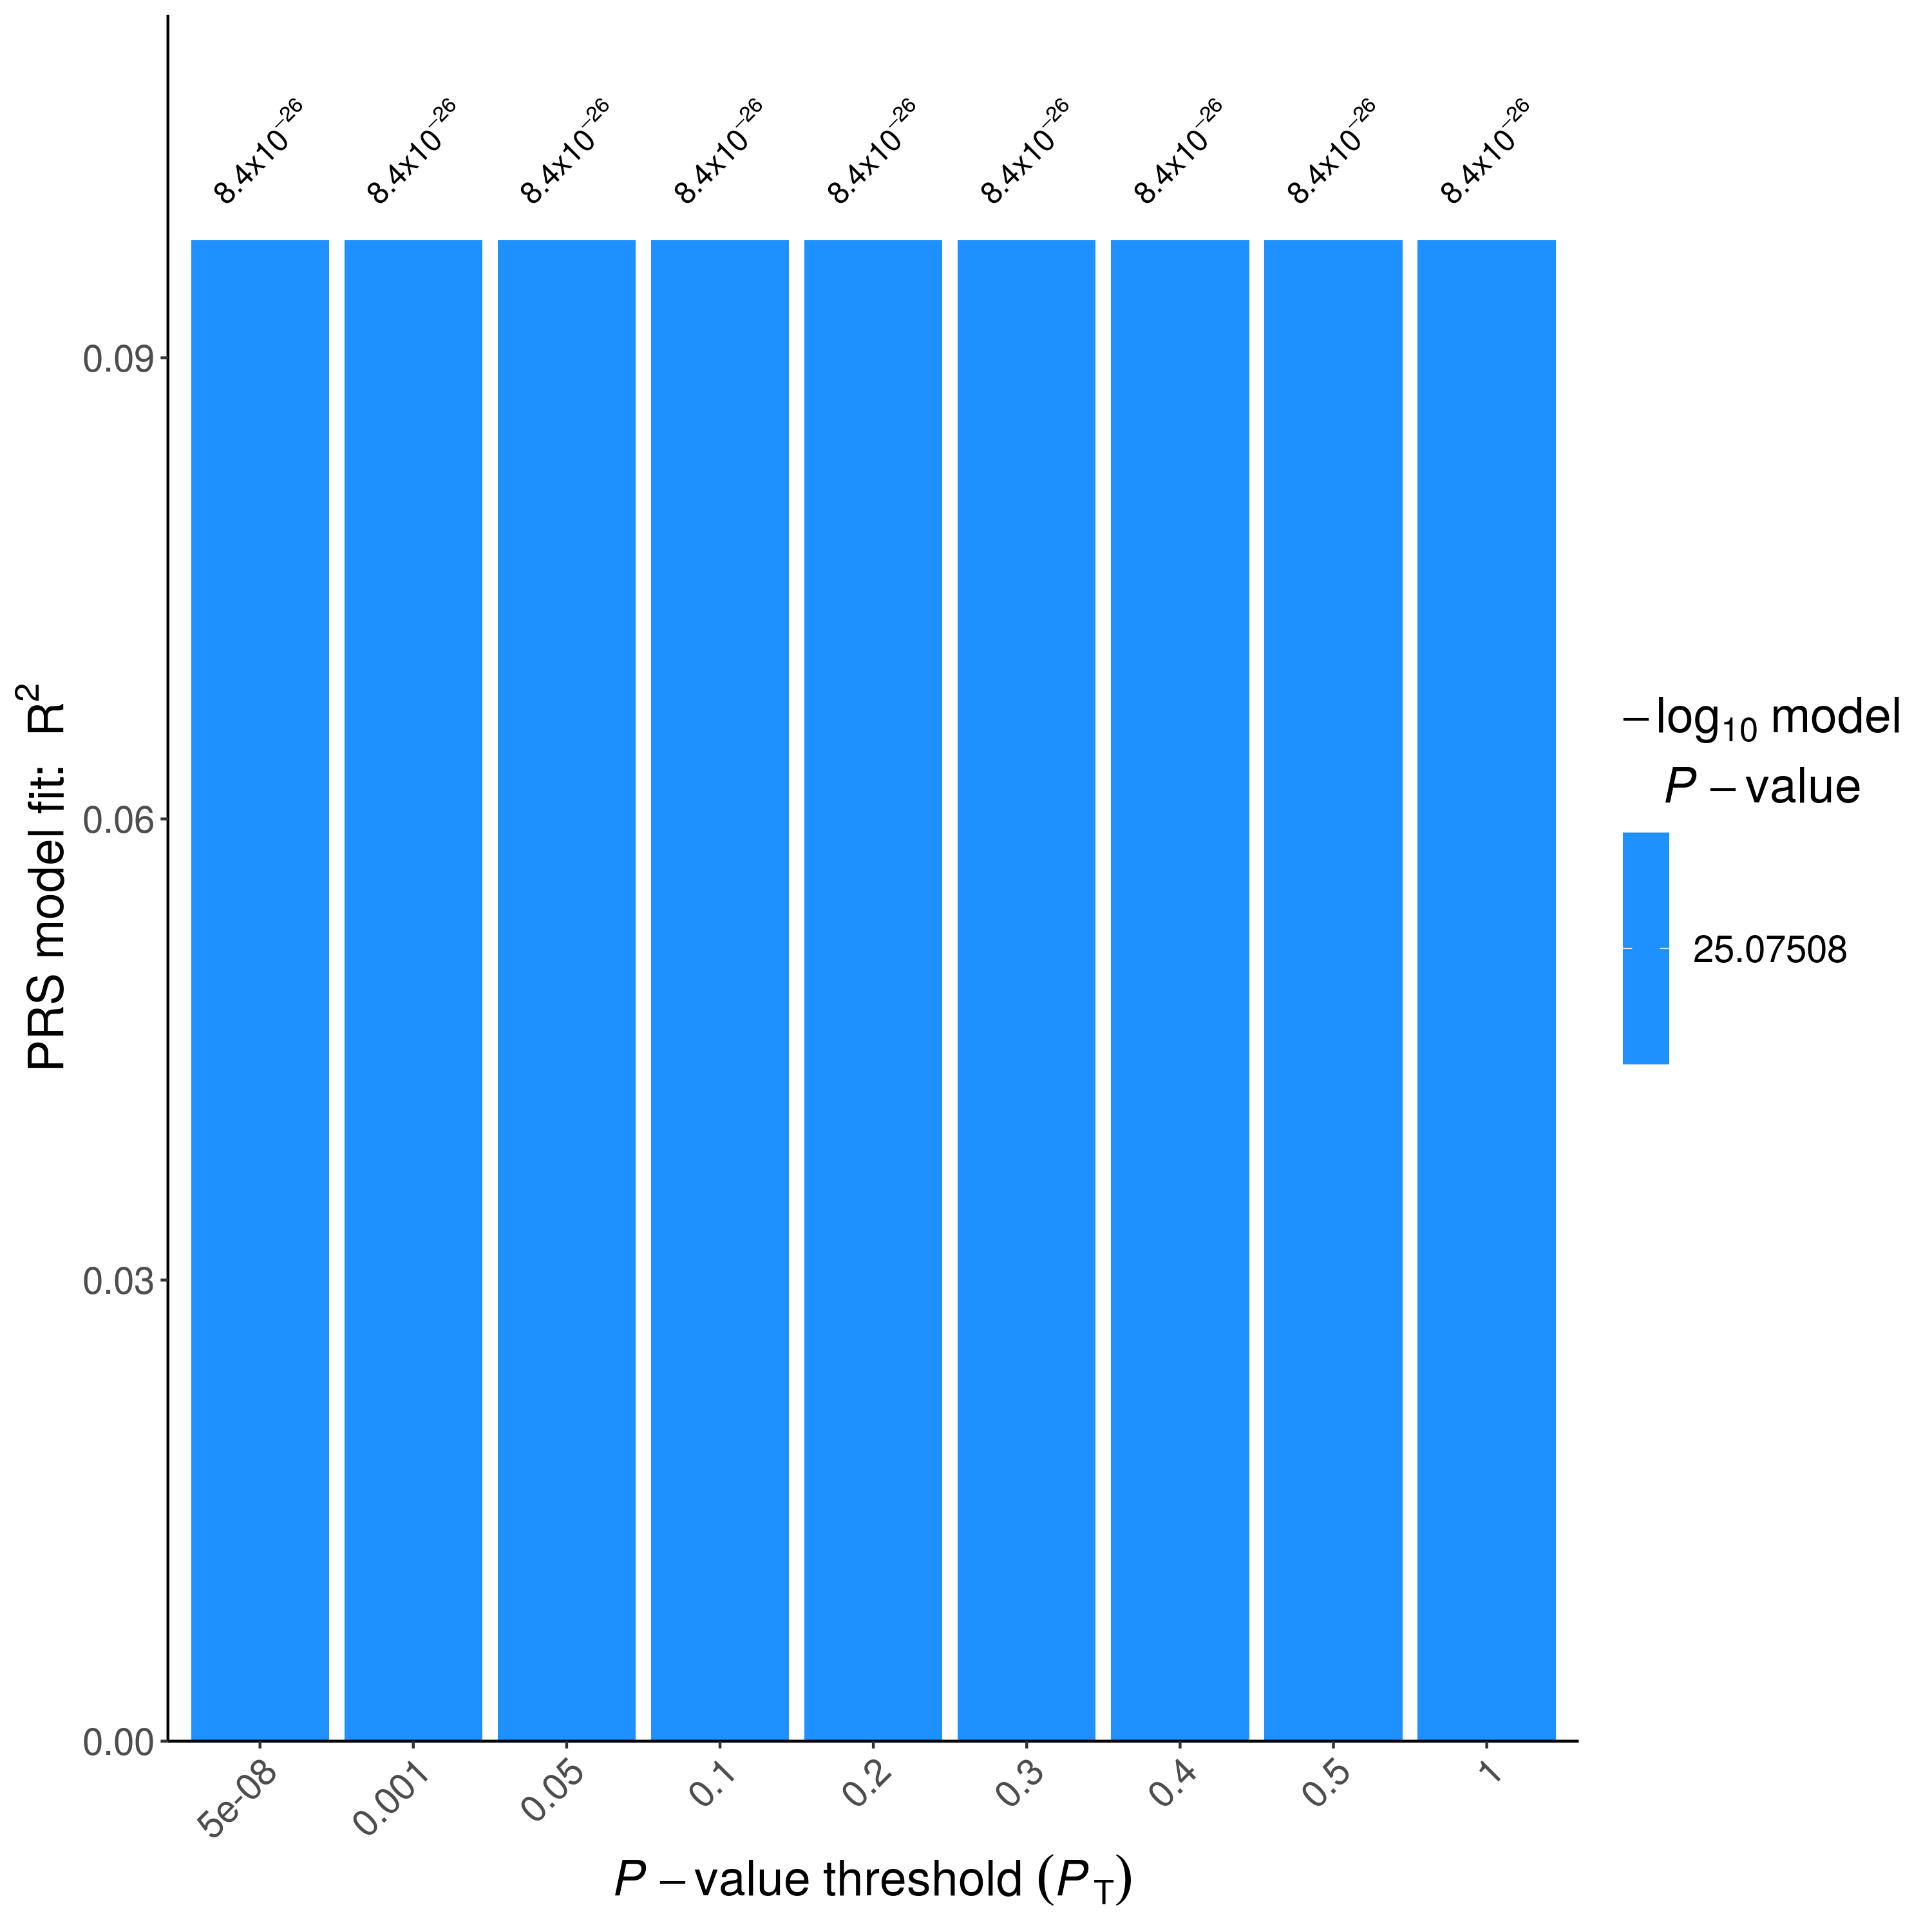 8.4x10⁻²⁶ 8.4x10⁻²⁶ 8.4x10⁻²⁶ 8.4x10⁻²⁶ 8.4x10⁻²⁶ 8.4x10⁻²⁶ 8.4x10⁻²⁶ 8.4x10⁻²⁶ 8.4x10⁻²⁶
PRS model fit: R²
0.09
0.06
0.03
0.00
5e-08 0.001 0.05 0.1 0.2 0.3 0.4 0.5 1
P − value threshold (P_T)
−log₁₀ model
P − value
25.07508